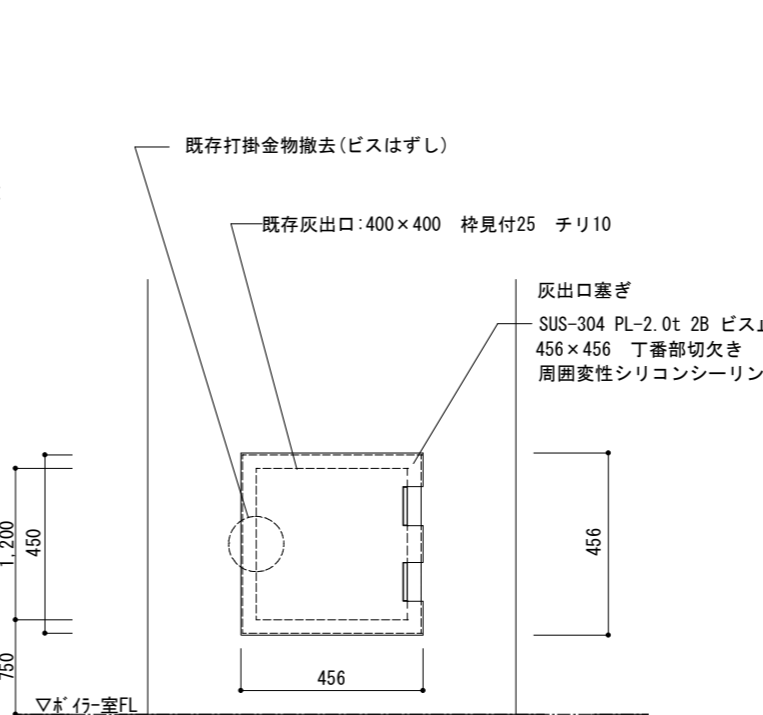 既存打掛金物撤去(ビスはずし)
既存灰出口:400×400　枠見付25　チリ10
灰出口塞ぎ
SUS-304 PL-2.0t 2B ビス
456×456　丁番部切欠き
周囲変性シリコンシーリン
1,200
450
456
750
456
▽ﾎﾞｲﾗｰ室FL